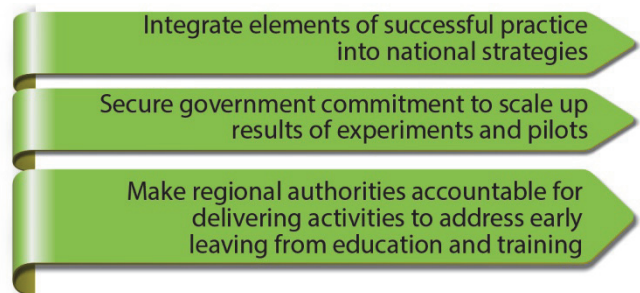 Integrate elements of successful practice
into national strategies
Secure government commitment to scale up
results of experiments and pilots
Make regional authorities accountable for
delivering activities to address early
leaving from education and training